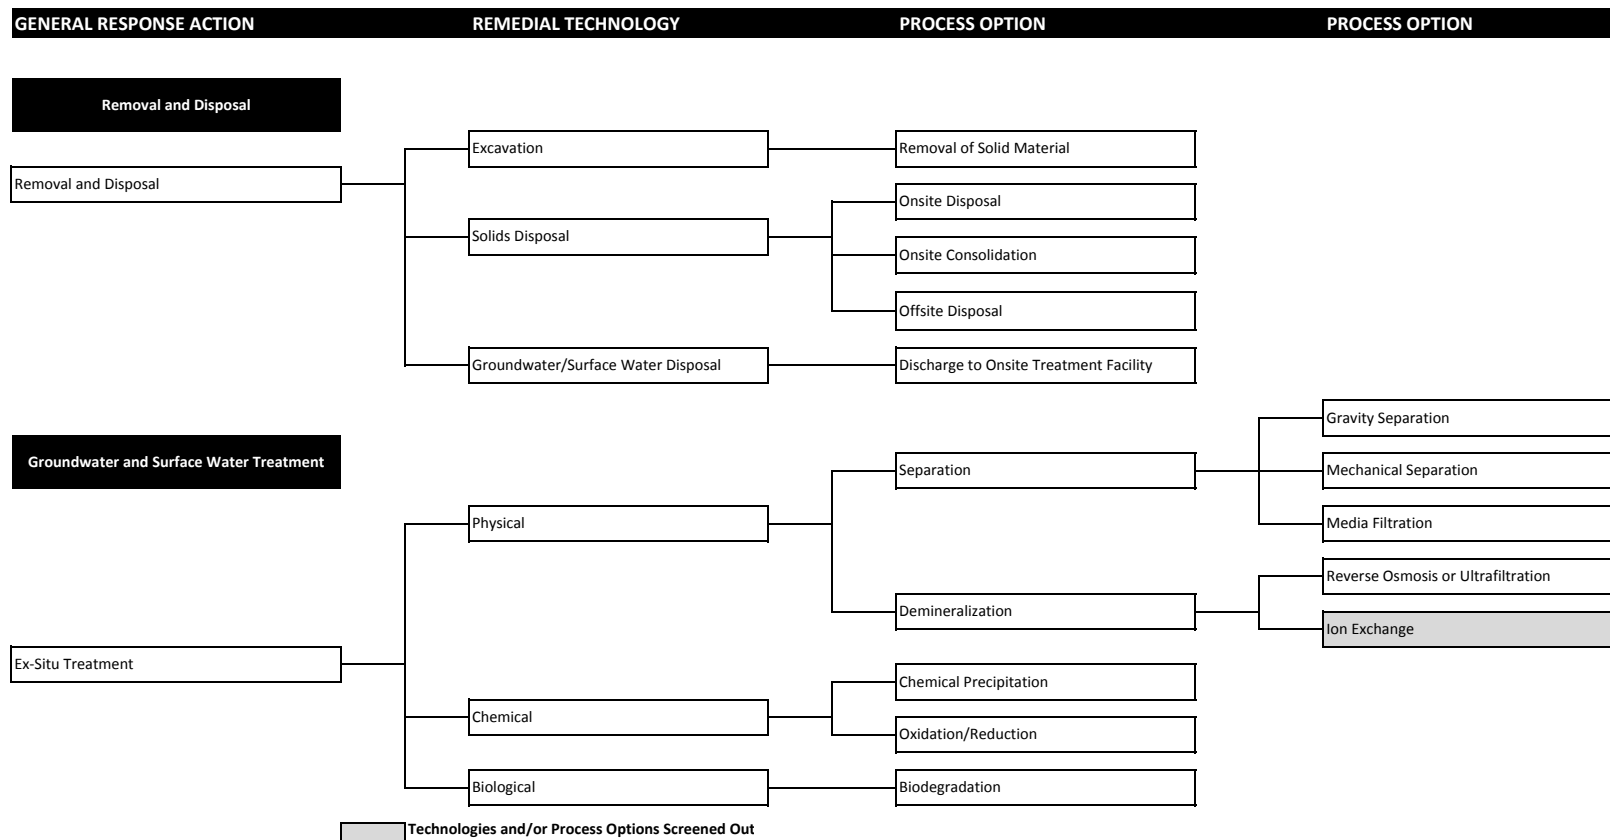 GENERAL RESPONSE ACTION REMEDIAL TECHNOLOGY PROCESS OPTION PROCESS OPTION
Removal and Disposal
Excavation Removal of Solid Material
Removal and Disposal
Onsite Disposal
Solids Disposal
Onsite Consolidation
Offsite Disposal
Groundwater/Surface Water Disposal Discharge to Onsite Treatment Facility
Gravity Separation
Groundwater and Surface Water Treatment
Separation Mechanical Separation
Physical Media Filtration
Reverse Osmosis or Ultrafiltration
Demineralization
Ion Exchange
Ex-Situ Treatment
Chemical Precipitation
Chemical
Oxidation/Reduction
Biological Biodegradation
Technologies and/or Process Options Screened Out